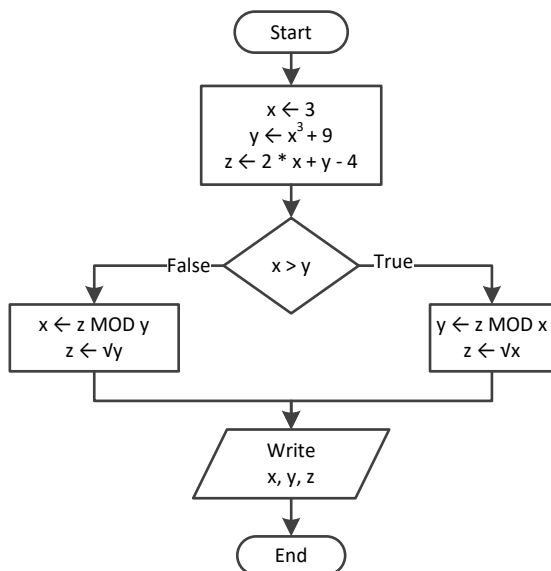 Start
x ← 3
y ← x³ + 9
z ← 2 * x + y - 4
x > y
False
True
x ← z MOD y
z ← √y
y ← z MOD x
z ← √x
Write
x, y, z
End